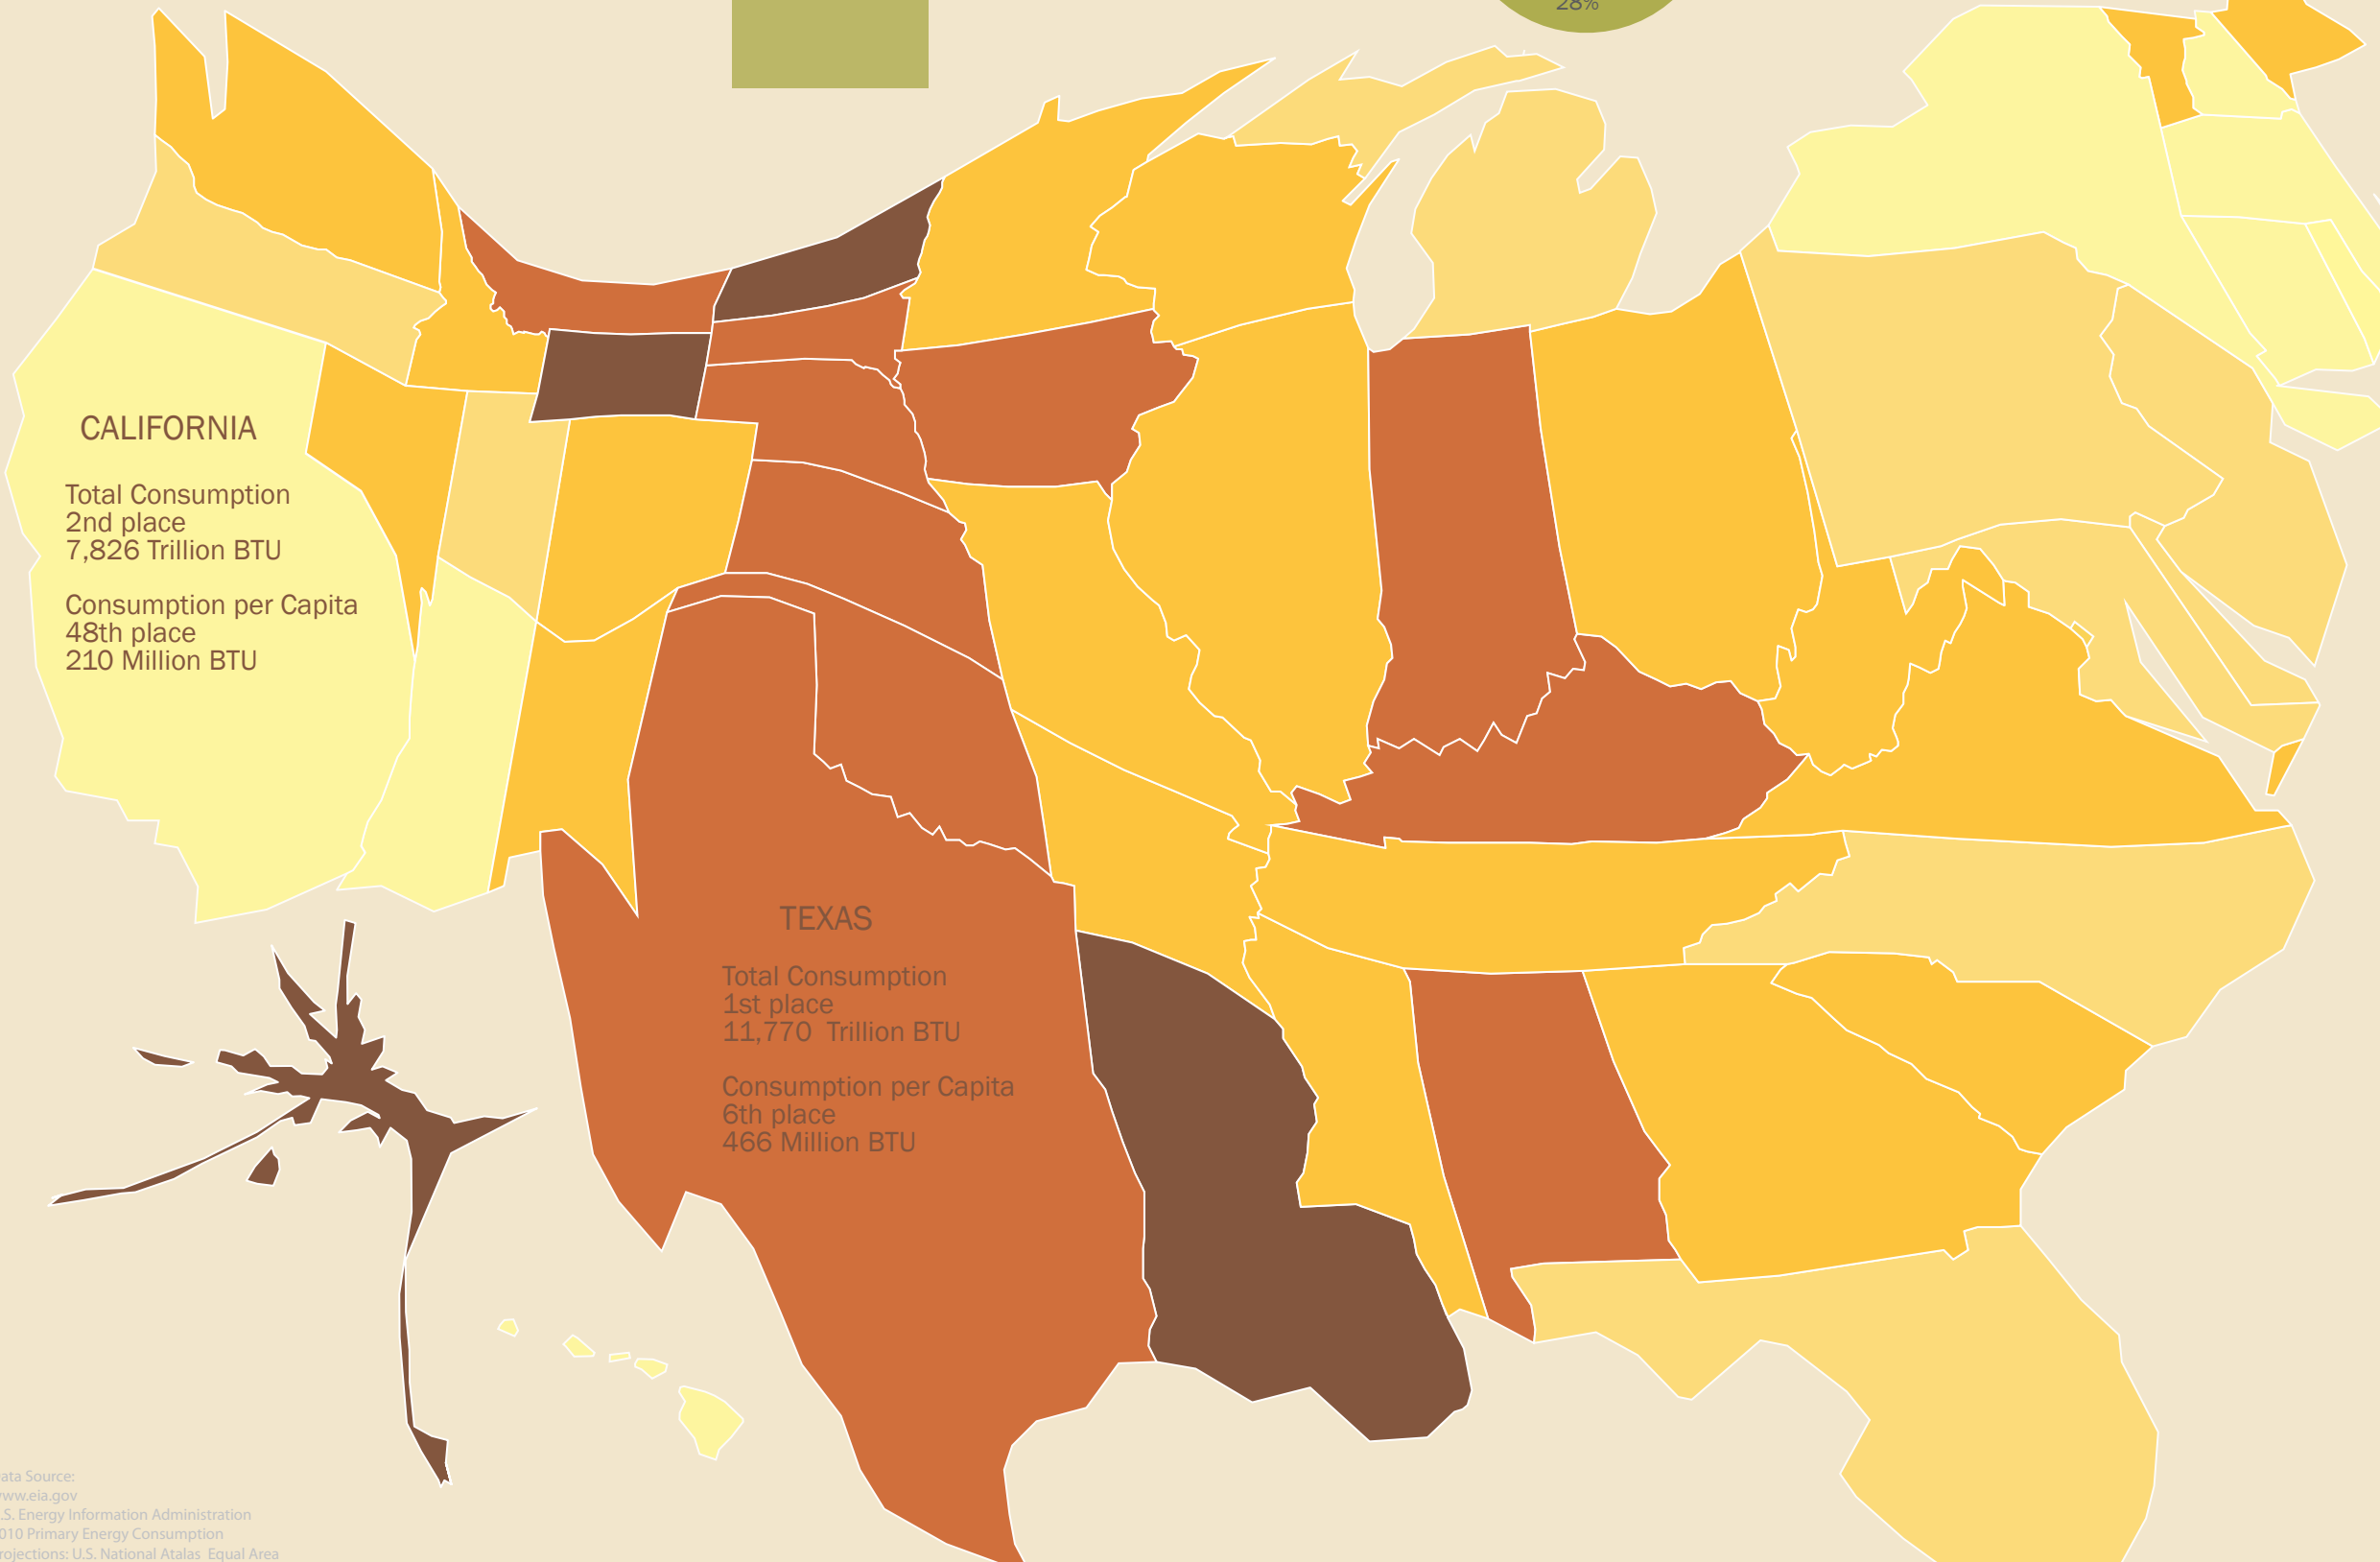 28%
CALIFORNIA
Total Consumption
2nd place
7,826 Trillion BTU
Consumption per Capita
48th place
210 Million BTU
TEXAS
Total Consumption
1st place
11,770 Trillion BTU
Consumption per Capita
6th place
466 Million BTU
ata Source:
ww.eia.gov
.S. Energy Information Administration
010 Primary Energy Consumption
rojections: U.S. National Atalas Equal Area